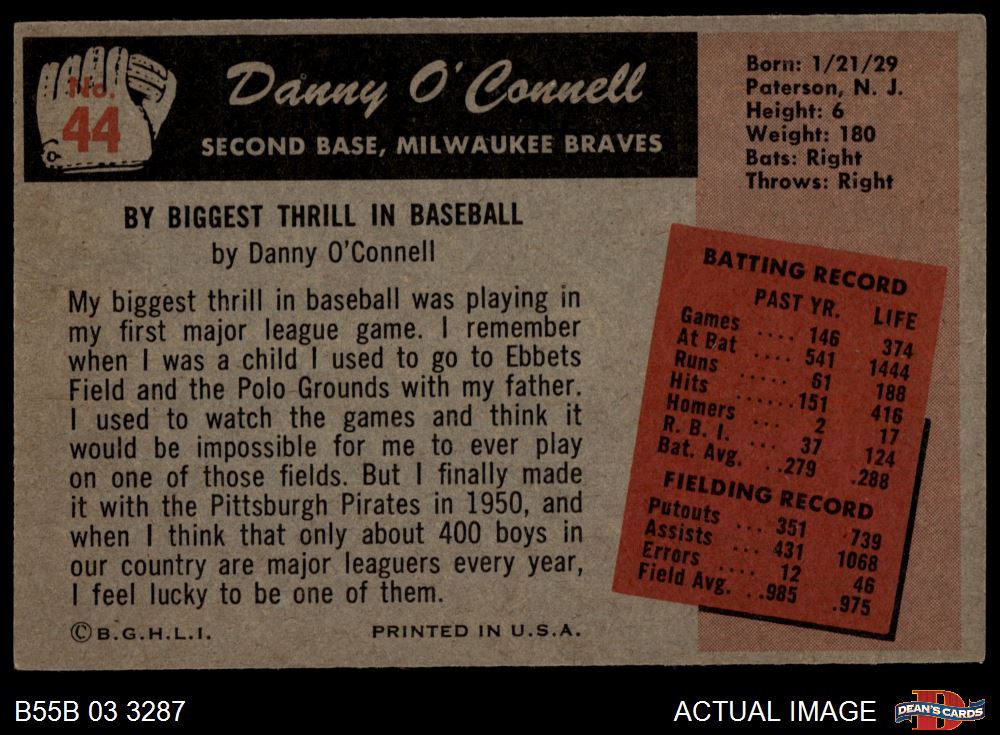 No.
44
Danny O'Connell
SECOND BASE, MILWAUKEE BRAVES
Born: 1/21/29
Paterson, N. J.
Height: 6
Weight: 180
Bats: Right
Throws: Right
BY BIGGEST THRILL IN BASEBALL
by Danny O'Connell
My biggest thrill in baseball was playing in
my first major league game. I remember
when I was a child I used to go to Ebbets
Field and the Polo Grounds with my father.
I used to watch the games and think it
would be impossible for me to ever play
on one of those fields. But I finally made
it with the Pittsburgh Pirates in 1950, and
when I think that only about 400 boys in
our country are major leaguers every year,
I feel lucky to be one of them.
©B.G.H.L.I. PRINTED IN U.S.A.
BATTING RECORD
PAST YR. LIFE
Games .... 146 374
At Bat .... 541 1444
Runs ..... 61 188
Hits ......151 416
Homers ... 2 17
R. B. I. ... 37 124
Bat. Avg. ..279 .288
FIELDING RECORD
Putouts ... 351 739
Assists ... 431 1068
Errors .... 12 46
Field Avg. ..985 .975
B55B 03 3287
ACTUAL IMAGE
DEAN'S CARDS